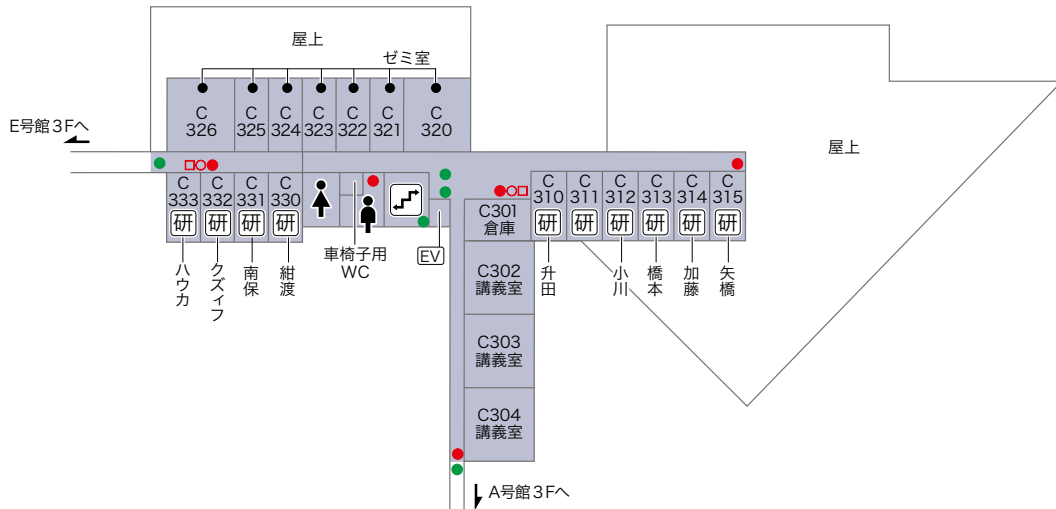 屋上
ゼミ室
C
326
C
325
C
324
C
323
C
322
C
321
C
320
E号館3Fへ
屋上
C
333
研
C
332
研
C
331
研
C
330
研
C301
倉庫
C
310
研
C
311
研
C
312
研
C
313
研
C
314
研
C
315
研
ハウカ
クズィフ
南保
紺渡
車椅子用
WC
EV
升田
小川
橋本
加藤
矢橋
C302
講義室
C303
講義室
C304
講義室
A号館3Fへ